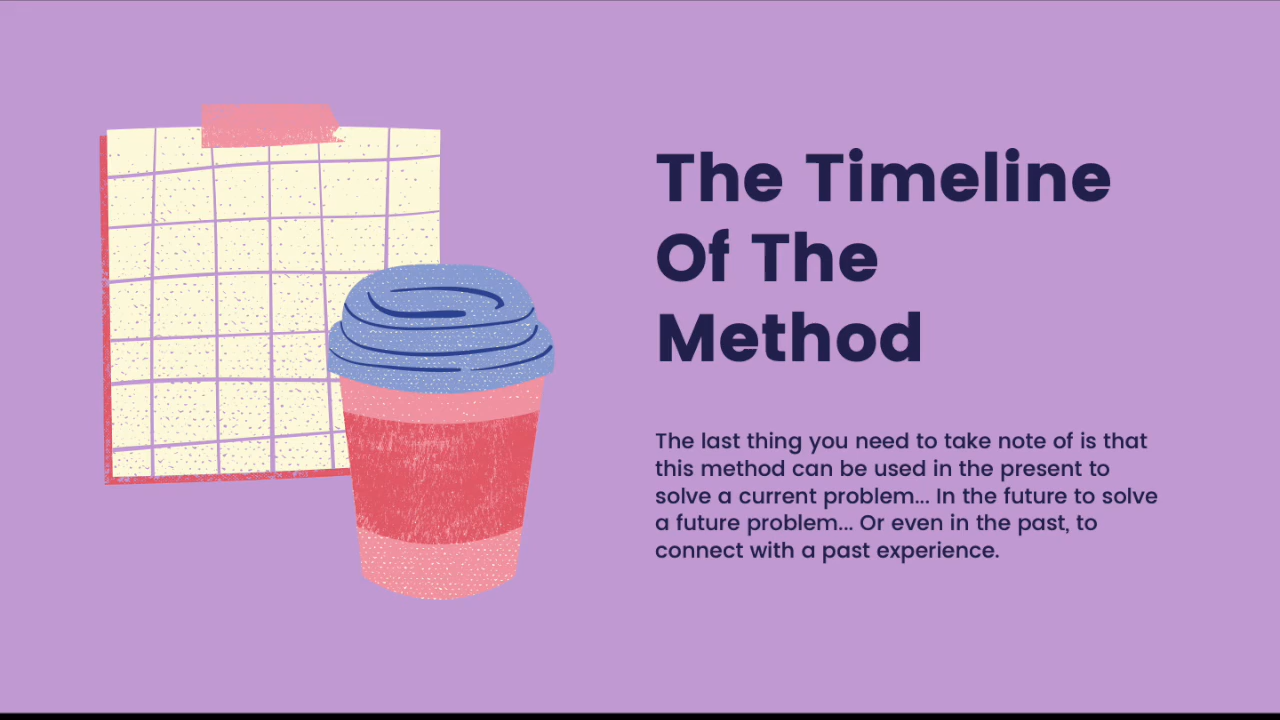 The Timeline
Of The
Method
The last thing you need to take note of is that
this method can be used in the present to
solve a current problem... In the future to solve
a future problem... Or even in the past, to
connect with a past experience.